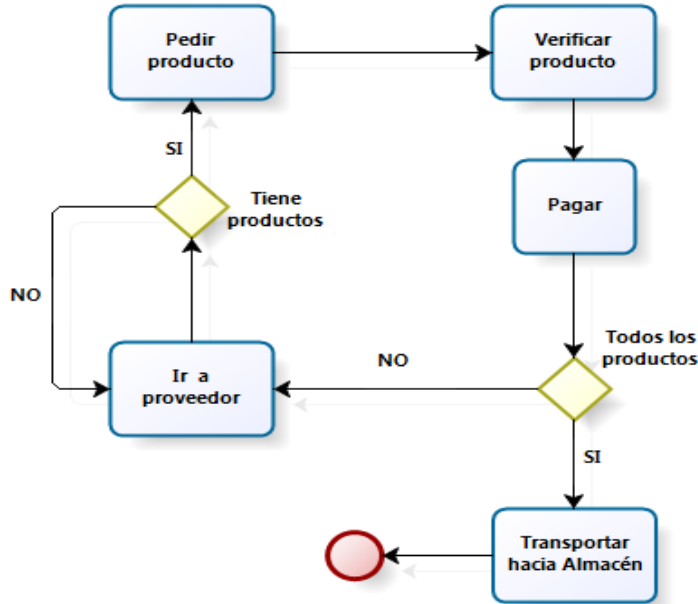 Pedir
producto
Verificar
producto
SI
Tiene
productos
Pagar
NO
Todos los
productos
NO
Ir a
proveedor
SI
Transportar
hacia Almacén